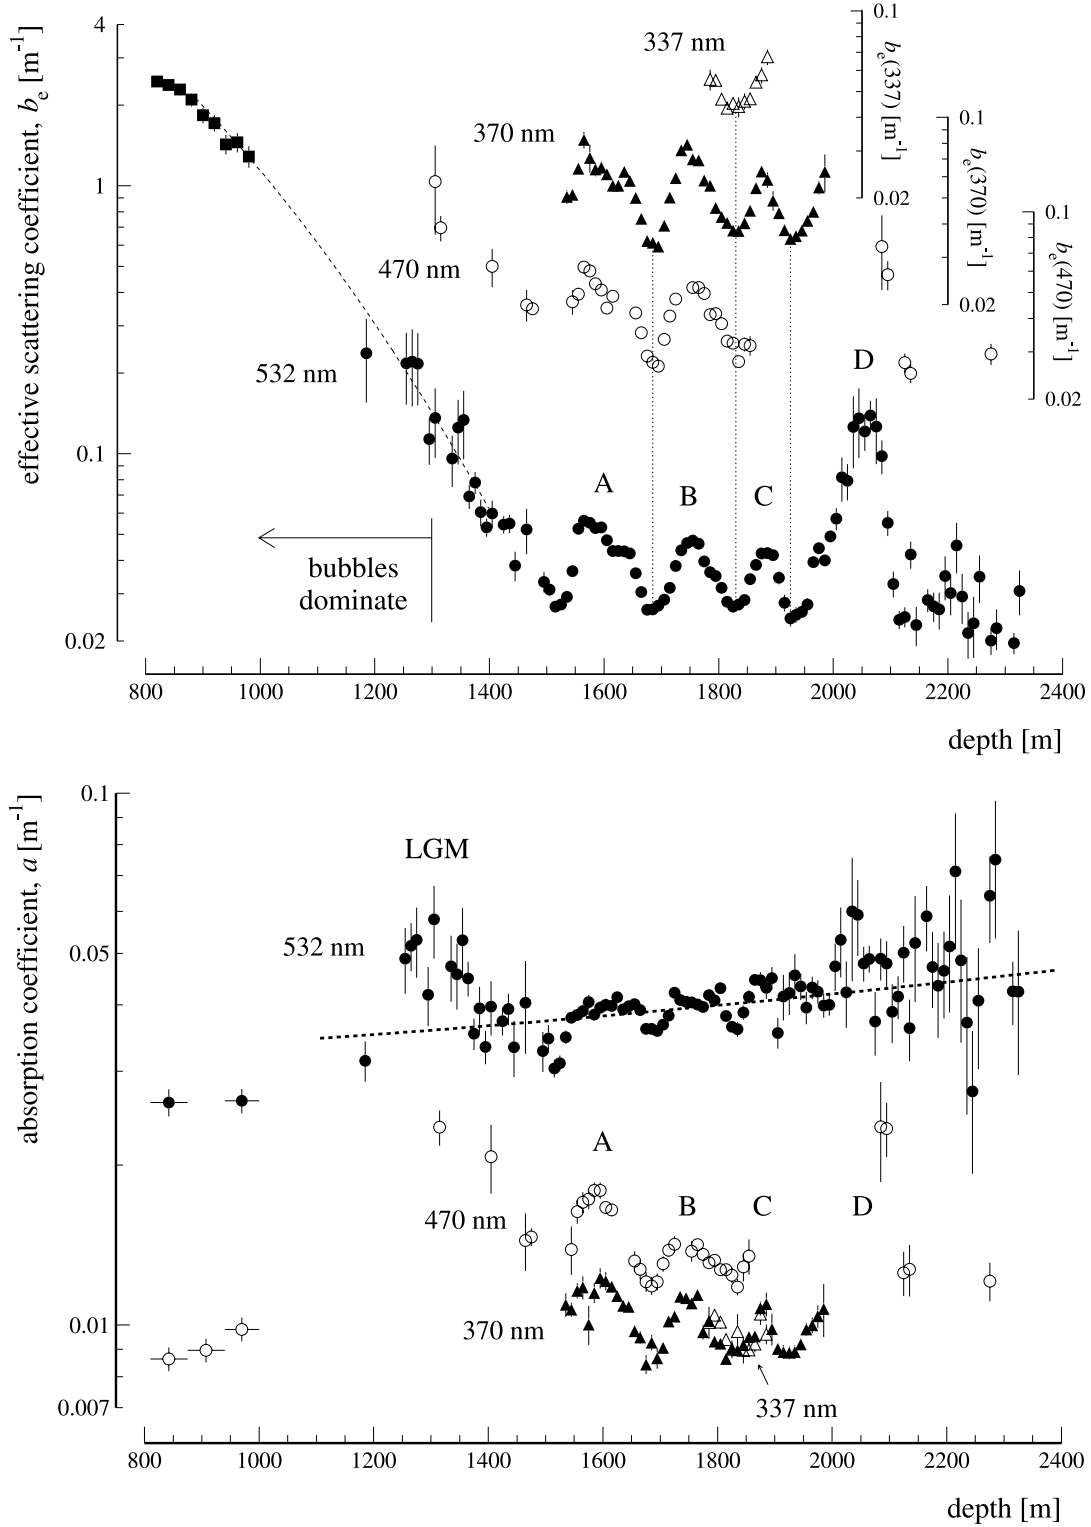 effective scattering coefficient, b_e [m^-1]
4
1
0.1
0.02
337 nm
370 nm
470 nm
532 nm
0.1
b_e(337) [m^-1]
0.02
0.1
b_e(370) [m^-1]
0.02
0.1
b_e(470) [m^-1]
0.02
A
B
C
D
bubbles
dominate
800 1000 1200 1400 1600 1800 2000 2200 2400
depth [m]
absorption coefficient, a [m^-1]
0.1
0.05
0.01
0.007
LGM
532 nm
A
470 nm
B
C
D
370 nm
337 nm
800 1000 1200 1400 1600 1800 2000 2200 2400
depth [m]